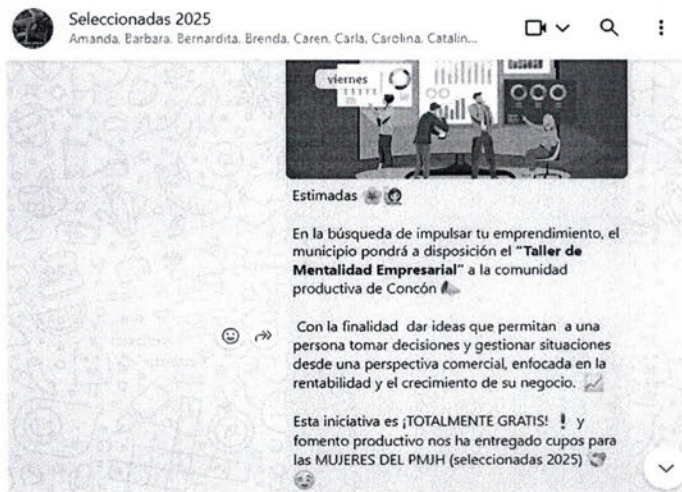 Seleccionadas 2025
Amanda, Barbara, Bernardita, Brenda, Caren, Carla, Carolina, Catalin...
viernes
Estimadas
En la búsqueda de impulsar tu emprendimiento, el
municipio pondrá a disposición el "Taller de
Mentalidad Empresarial" a la comunidad
productiva de Concón
Con la finalidad dar ideas que permitan a una
persona tomar decisiones y gestionar situaciones
desde una perspectiva comercial, enfocada en la
rentabilidad y el crecimiento de su negocio.
Esta iniciativa es ¡TOTALMENTE GRATIS! ❗ y
fomento productivo nos ha entregado cupos para
las MUJERES DEL PMJH (seleccionadas 2025)